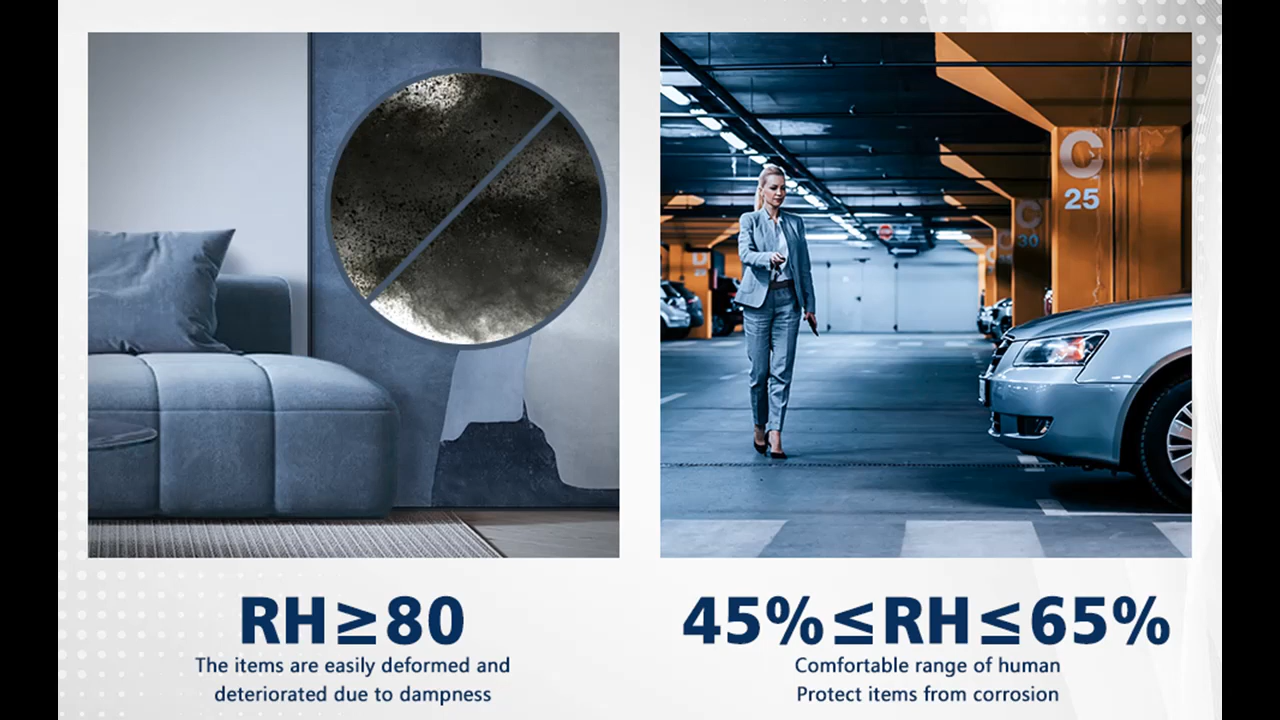 C
25
C
30
RH≥80
The items are easily deformed and
deteriorated due to dampness
45%≤RH≤65%
Comfortable range of human
Protect items from corrosion